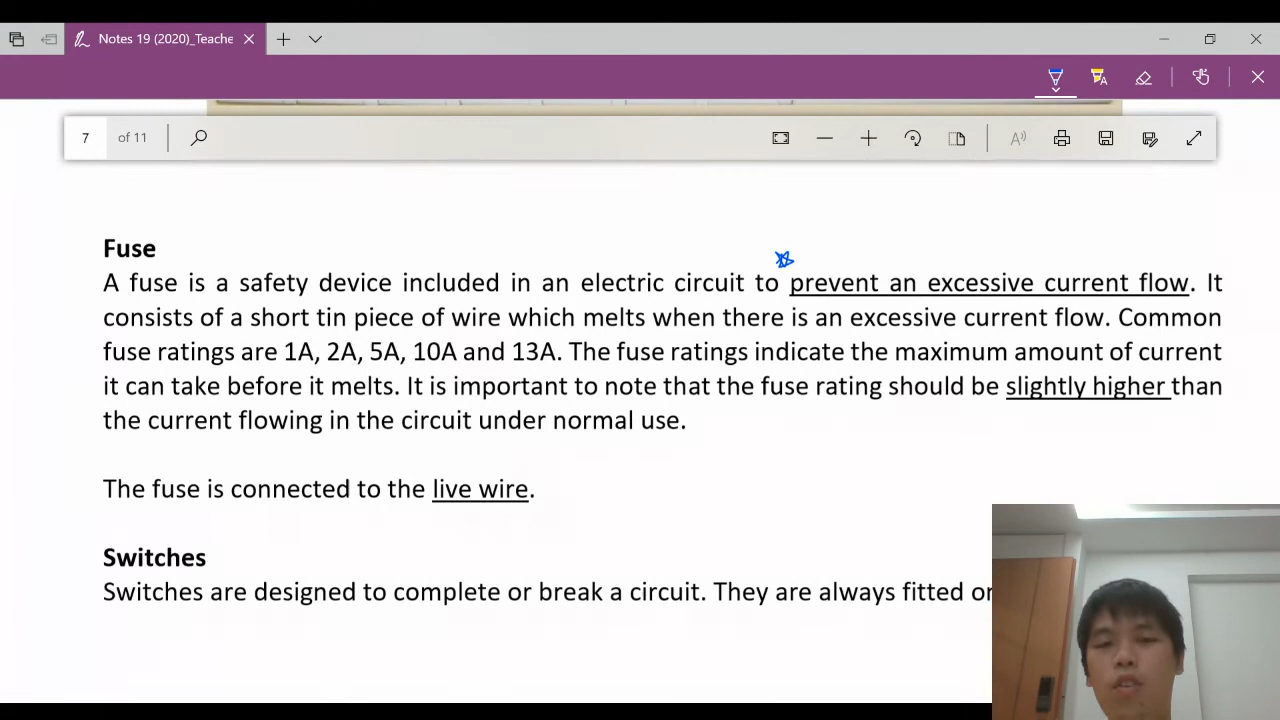 Notes 19 (2020)_Teache
7 of 11
Fuse
A fuse is a safety device included in an electric circuit to prevent an excessive current flow. It
consists of a short tin piece of wire which melts when there is an excessive current flow. Common
fuse ratings are 1A, 2A, 5A, 10A and 13A. The fuse ratings indicate the maximum amount of current
it can take before it melts. It is important to note that the fuse rating should be slightly higher than
the current flowing in the circuit under normal use.
The fuse is connected to the live wire.
Switches
Switches are designed to complete or break a circuit. They are always fitted